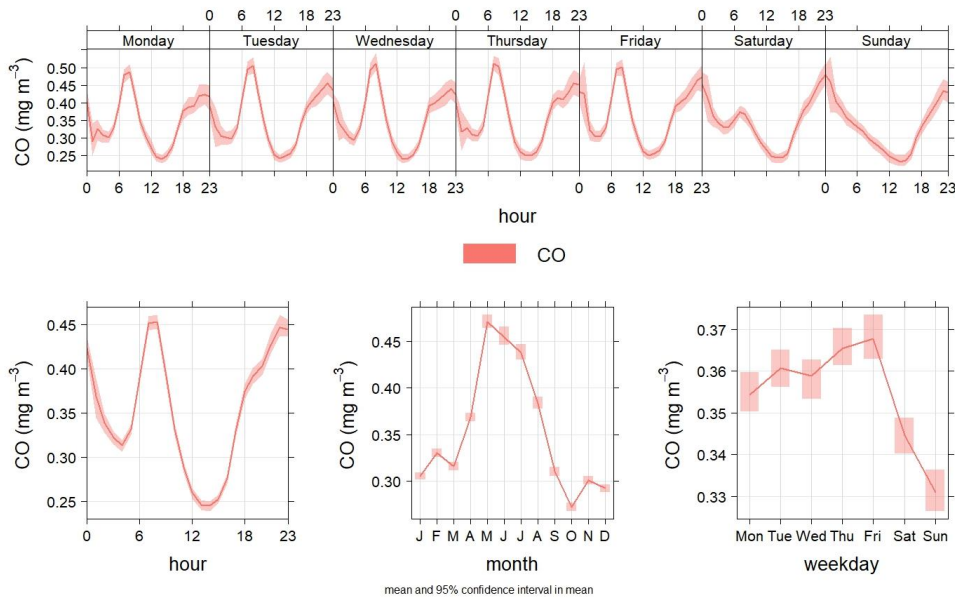 0 6 12 18 23 0 6 12 18 23 0 6 12 18 23
Monday Tuesday Wednesday Thursday Friday Saturday Sunday
CO (mg m⁻³)
0.50
0.45
0.40
0.35
0.30
0.25
0 6 12 18 23 0 6 12 18 23 0 6 12 18 23 0 6 12 18 23
hour
CO
CO (mg m⁻³)
0.45
0.40
0.35
0.30
0.25
0 6 12 18 23
hour
CO (mg m⁻³)
0.45
0.40
0.35
0.30
J F M A M J J A S O N D
month
CO (mg m⁻³)
0.37
0.36
0.35
0.34
0.33
Mon Tue Wed Thu Fri Sat Sun
weekday
mean and 95% confidence interval in mean